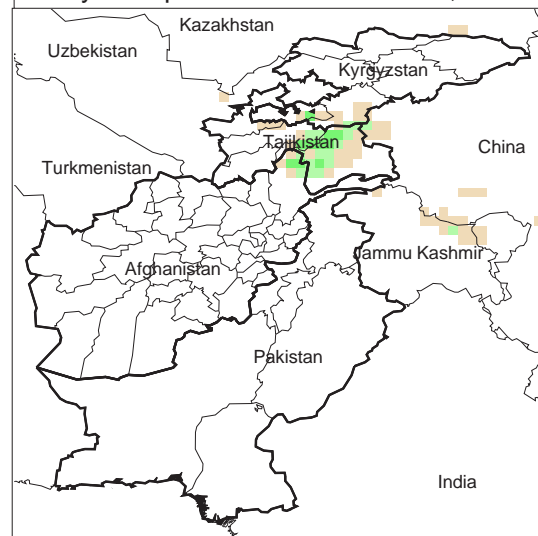 Kazakhstan
Uzbekistan
Kyrgyzstan
Tajikistan
China
Turkmenistan
Jammu Kashmir
Afghanistan
Pakistan
India